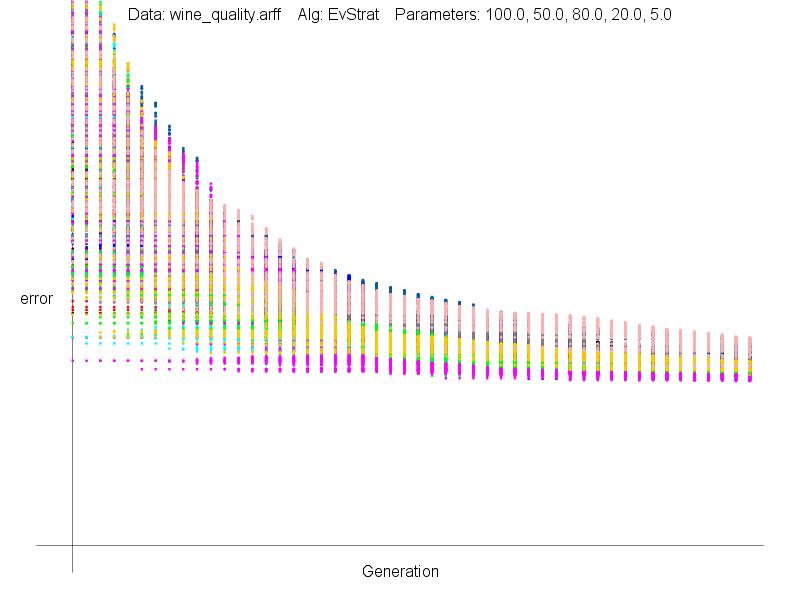 Data: wine_quality.arff Alg: EvStrat Parameters: 100.0, 50.0, 80.0, 20.0, 5.0
error
Generation